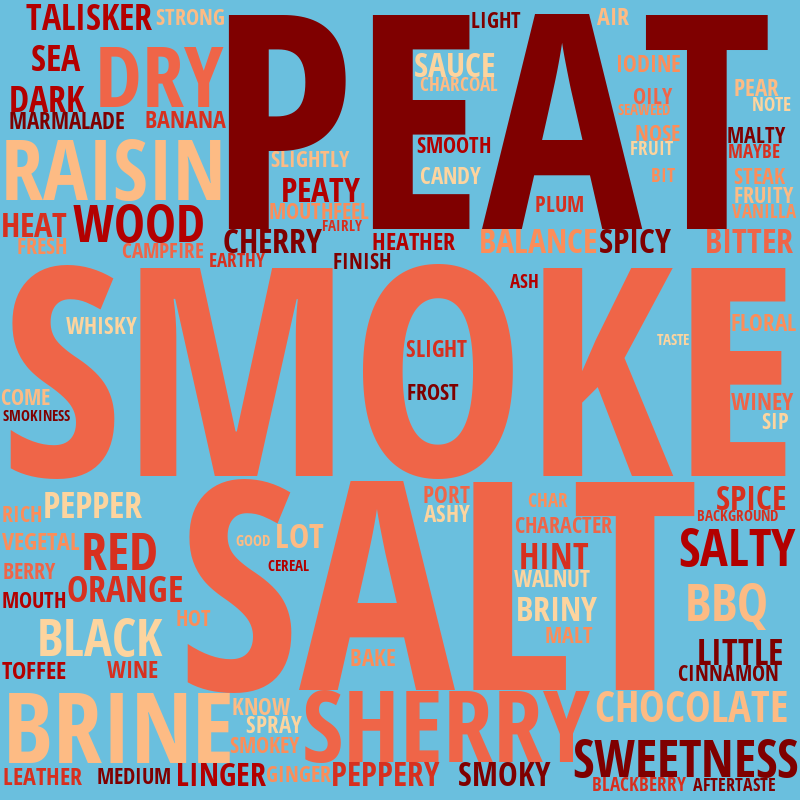 TALISKER
STRONG
PEAT
LIGHT
AIR
SEA
DRY
SAUCE
IODINE
CHARCOAL
PEAR
DARK
OILY
NOTE
SEAWEED
MARMALADE
BANANA
NOSE
MALTY
SMOOTH
FRUIT
MAYBE
RAISIN
SLIGHTLY
CANDY
BIT
STEAK
PEATY
FRUITY
PLUM
MOUTHFEEL
VANILLA
HEAT
WOOD
FAIRLY
FRESH
CAMPFIRE
CHERRY
HEATHER
BALANCE
SPICY
BITTER
EARTHY
FINISH
SMOKE
ASH
WHISKY
FLORAL
TASTE
SLIGHT
FROST
COME
WINEY
SMOKINESS
SIP
SALT
PORT
CHAR
SPICE
PEPPER
RICH
ASHY
BACKGROUND
CHARACTER
VEGETAL
RED
GOOD
LOT
SALTY
HINT
BERRY
CEREAL
WALNUT
ORANGE
MOUTH
BBQ
BRINY
HOT
BLACK
MALT
BAKE
LITTLE
TOFFEE
WINE
CINNAMON
BRINE
KNOW
SHERRY
CHOCOLATE
SPRAY
SMOKEY
SWEETNESS
LEATHER
MEDIUM
LINGER
GINGER
PEPPERY
SMOKY
BLACKBERRY
AFTERTASTE